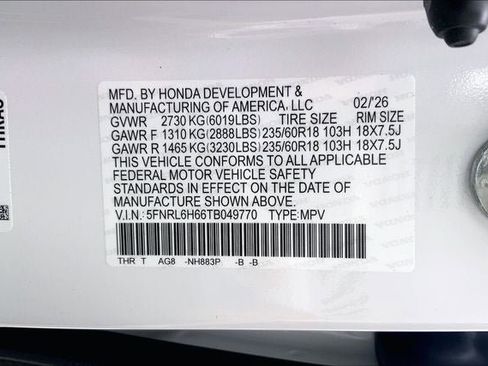 MFD. BY HONDA DEVELOPMENT &
MANUFACTURING OF AMERICA, LLC 02/'26
GVWR 2730 KG(6019LBS) TIRE SIZE RIM SIZE
GAWR F 1310 KG(2888LBS) 235/60R18 103H 18X7.5J
GAWR R 1465 KG(3230LBS) 235/60R18 103H 18X7.5J
THIS VEHICLE CONFORMS TO ALL APPLICABLE
FEDERAL MOTOR VEHICLE SAFETY
STANDARDS IN EFFECT ON THE DATE OF
MANUFACTURE SHOWN ABOVE.
V.I.N.: 5FNRL6H66TB049770 TYPE: MPV
THR T AG8 -NH883P -B -B